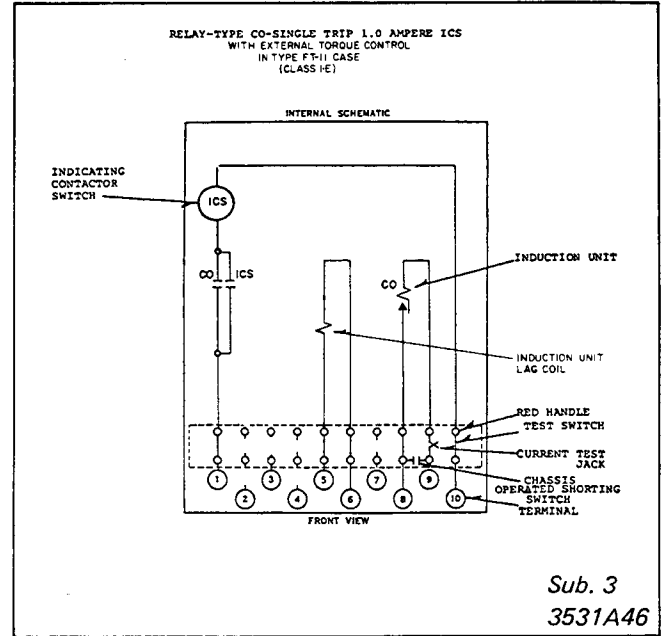 RELAY-TYPE CO-SINGLE TRIP 1.0 AMPERE ICS
WITH EXTERNAL TORQUE CONTROL
IN TYPE FT-11 CASE
(CLASS 1-E)
INTERNAL SCHEMATIC
INDICATING
CONTACTOR
SWITCH
ICS
CO ICS
CO
INDUCTION UNIT
INDUCTION UNIT
LAG COIL
RED HANDLE
TEST SWITCH
CURRENT TEST
JACK
CHASSIS
OPERATED SHORTING
SWITCH
TERMINAL
1 3 5 7 9
2 4 6 8 10
FRONT VIEW
Sub. 3
3531A46